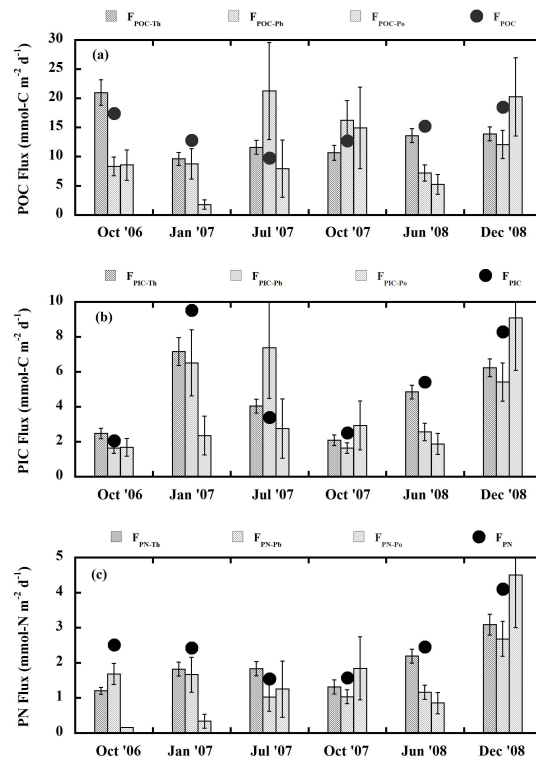 F_POC-Th F_POC-Pb F_POC-Po F_POC
POC Flux (mmol-C m⁻² d⁻¹)
(a)
30
25
20
15
10
5
0
Oct '06 Jan '07 Jul '07 Oct '07 Jun '08 Dec '08
F_PIC-Th F_PIC-Pb F_PIC-Po F_PIC
PIC Flux (mmol-C m⁻² d⁻¹)
(b)
10
8
6
4
2
0
Oct '06 Jan '07 Jul '07 Oct '07 Jun '08 Dec '08
F_PN-Th F_PN-Pb F_PN-Po F_PN
PN Flux (mmol-N m⁻² d⁻¹)
(c)
5
4
3
2
1
0
Oct '06 Jan '07 Jul '07 Oct '07 Jun '08 Dec '08